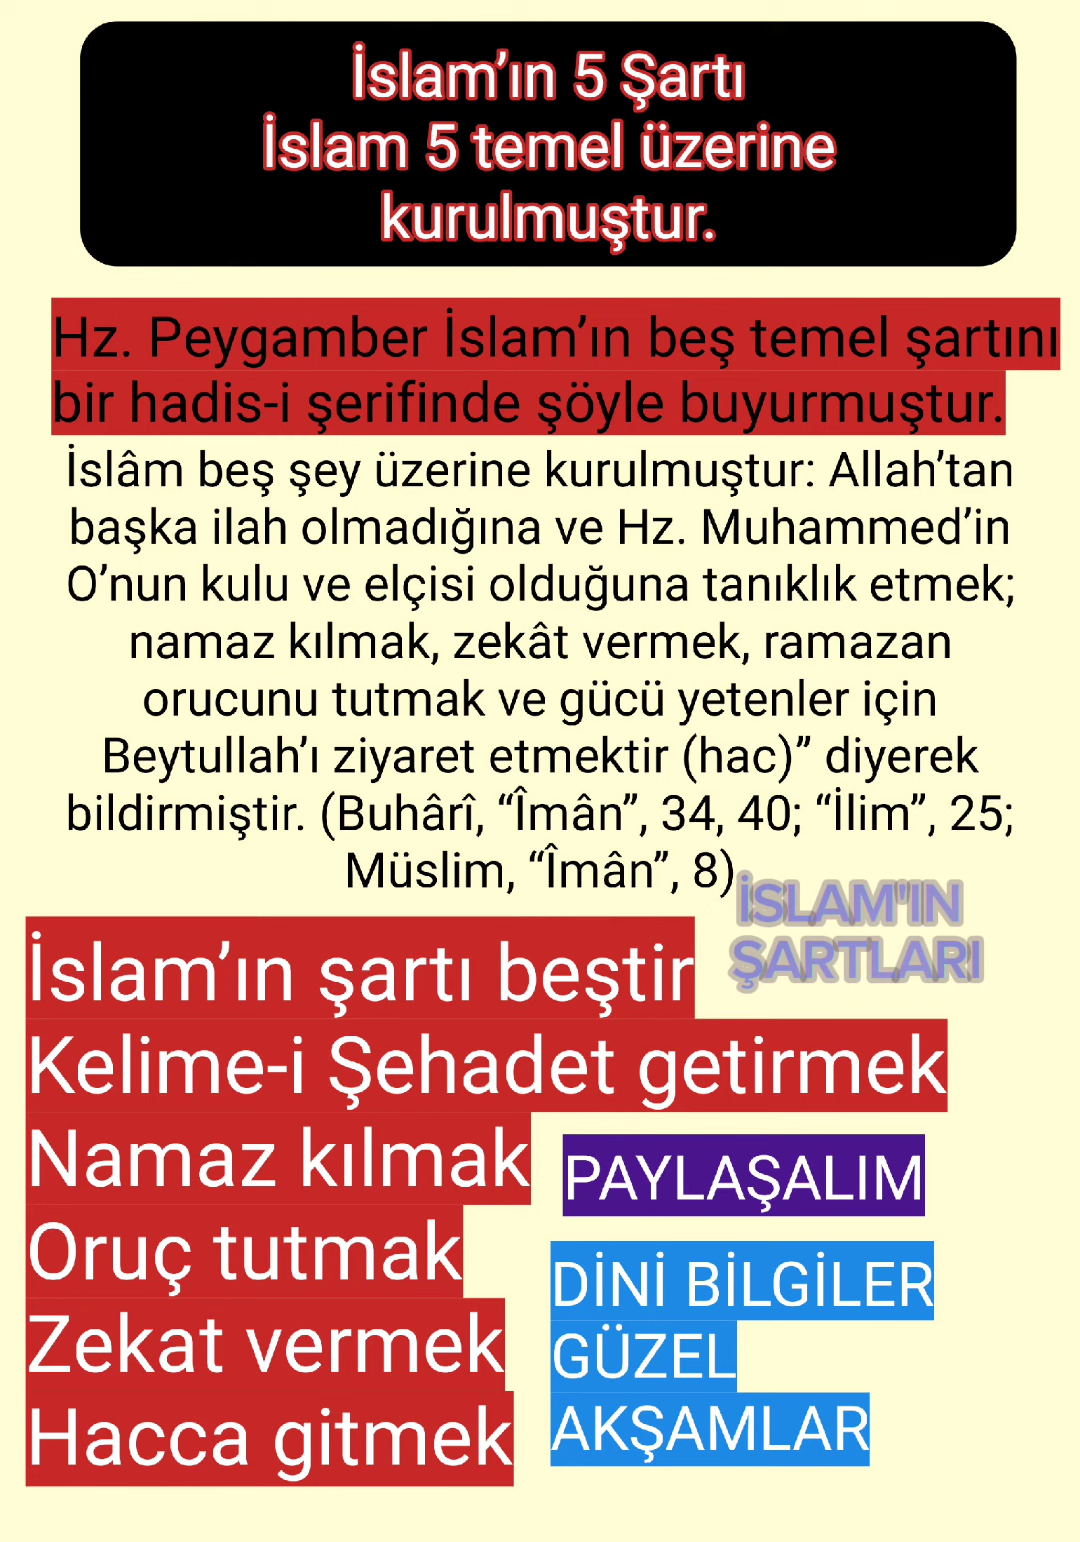 İslam’ın 5 Şartı
İslam 5 temel üzerine
kurulmuştur.
Hz. Peygamber İslam’ın beş temel şartını
bir hadis-i şerifinde şöyle buyurmuştur.
İslâm beş şey üzerine kurulmuştur: Allah’tan
başka ilah olmadığına ve Hz. Muhammed’in
O’nun kulu ve elçisi olduğuna tanıklık etmek;
namaz kılmak, zekât vermek, ramazan
orucunu tutmak ve gücü yetenler için
Beytullah’ı ziyaret etmektir (hac)” diyerek
bildirmiştir. (Buhârî, “Îmân”, 34, 40; “İlim”, 25;
Müslim, “Îmân”, 8)
İSLAM'IN
ŞARTLARI
İslam’ın şartı beştir
Kelime-i Şehadet getirmek
Namaz kılmak
Oruç tutmak
Zekat vermek
Hacca gitmek
PAYLAŞALIM
DİNİ BİLGİLER
GÜZEL
AKŞAMLAR